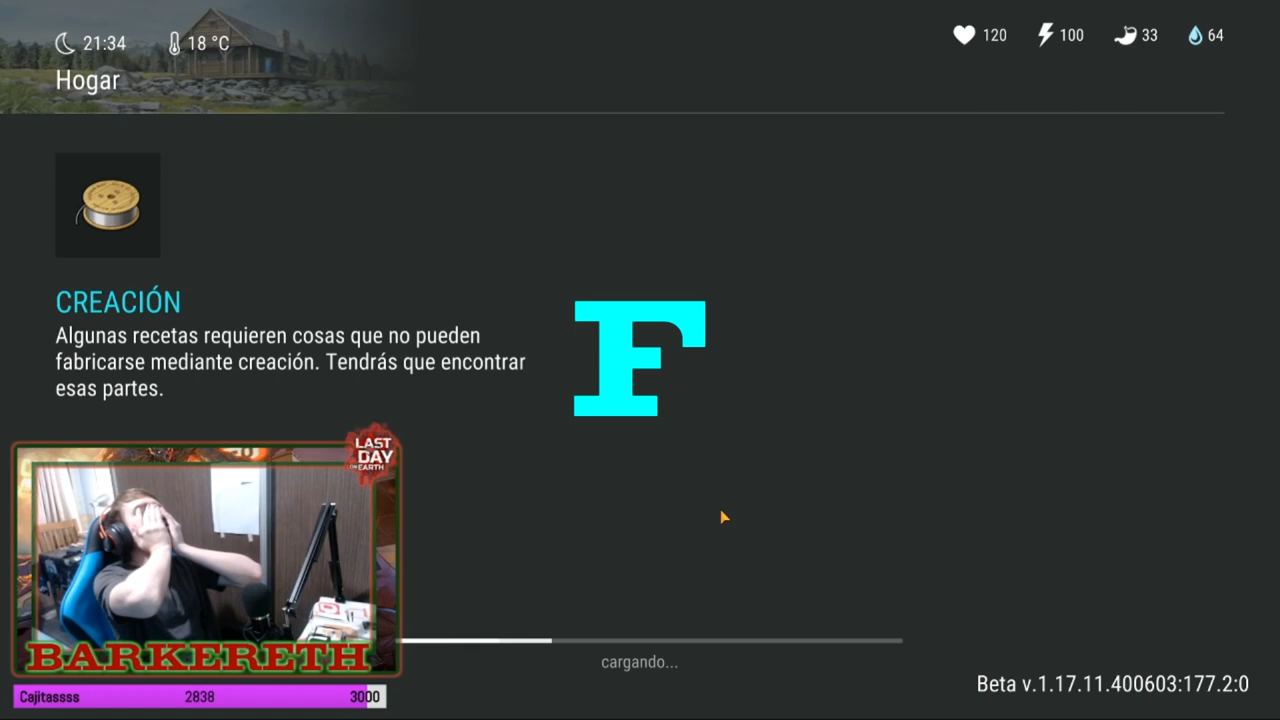 21:34
18 °C
120
100
33
64
Hogar
CREACIÓN
Algunas recetas requieren cosas que no pueden
fabricarse mediante creación. Tendrás que encontrar
esas partes.
F
LAST
DAY
ON EARTH
BARKERETH
cargando...
Cajitassss 2838 3000
Beta v.1.17.11.400603:177.2:0